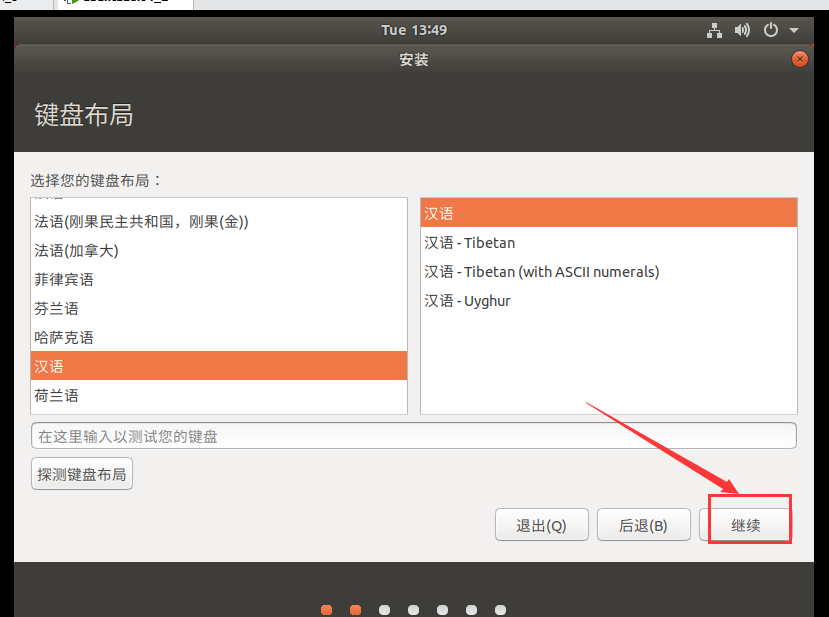 Tue 13:49
安装
键盘布局
选择您的键盘布局：
法语(刚果民主共和国，刚果(金))
法语(加拿大)
菲律宾语
芬兰语
哈萨克语
汉语
荷兰语
汉语
汉语 - Tibetan
汉语 - Tibetan (with ASCII numerals)
汉语 - Uyghur
在这里输入以测试您的键盘
探测键盘布局
退出(Q)
后退(B)
继续